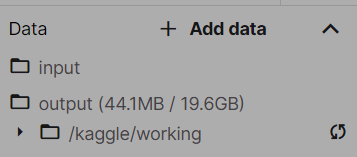 Data + Add data
input
output (44.1MB / 19.6GB)
/kaggle/working